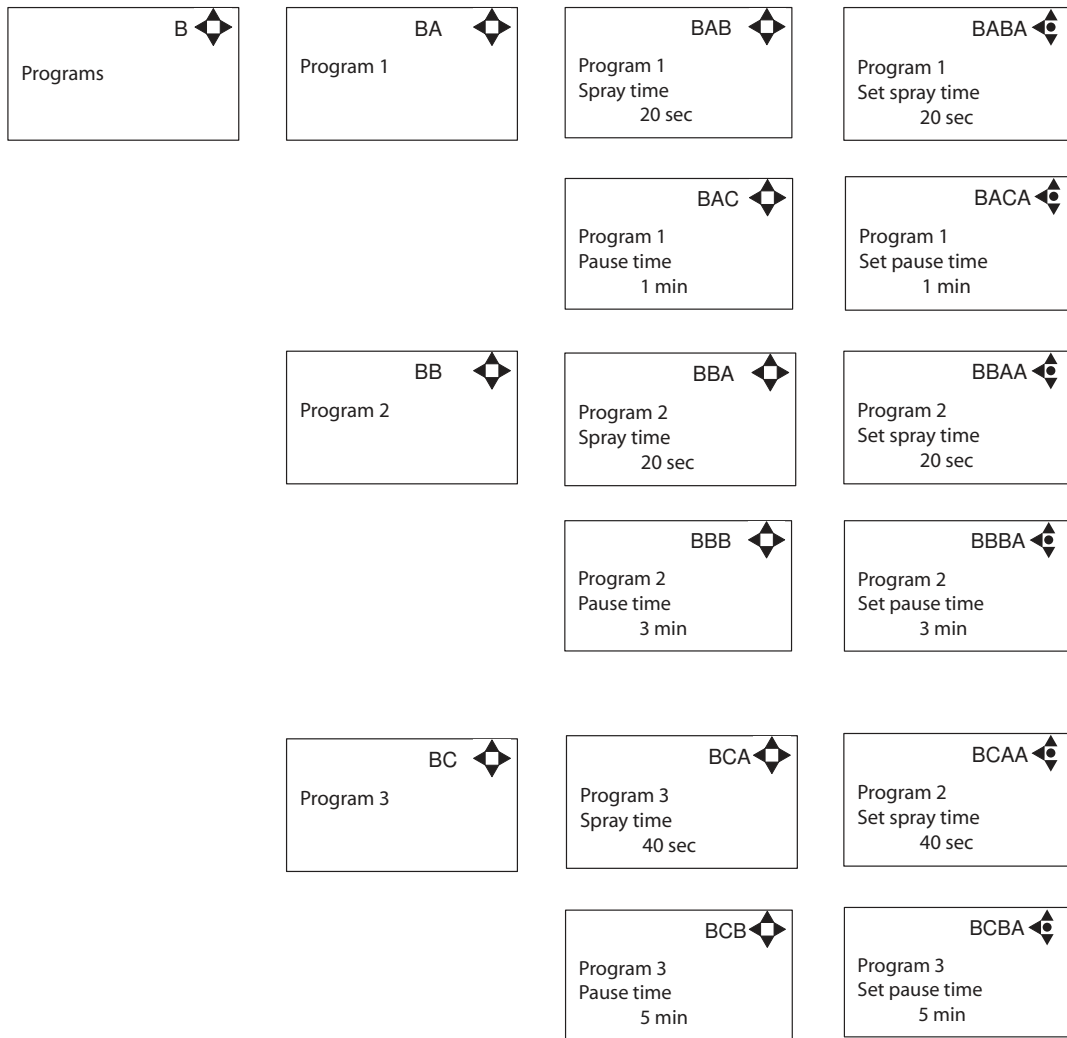 B
Programs
BA
Program 1
BAB
Program 1
Spray time
20 sec
BABA
Program 1
Set spray time
20 sec
BAC
Program 1
Pause time
1 min
BACA
Program 1
Set pause time
1 min
BB
Program 2
BBA
Program 2
Spray time
20 sec
BBAA
Program 2
Set spray time
20 sec
BBB
Program 2
Pause time
3 min
BBBA
Program 2
Set pause time
3 min
BC
Program 3
BCA
Program 3
Spray time
40 sec
BCAA
Program 2
Set spray time
40 sec
BCB
Program 3
Pause time
5 min
BCBA
Program 3
Set pause time
5 min